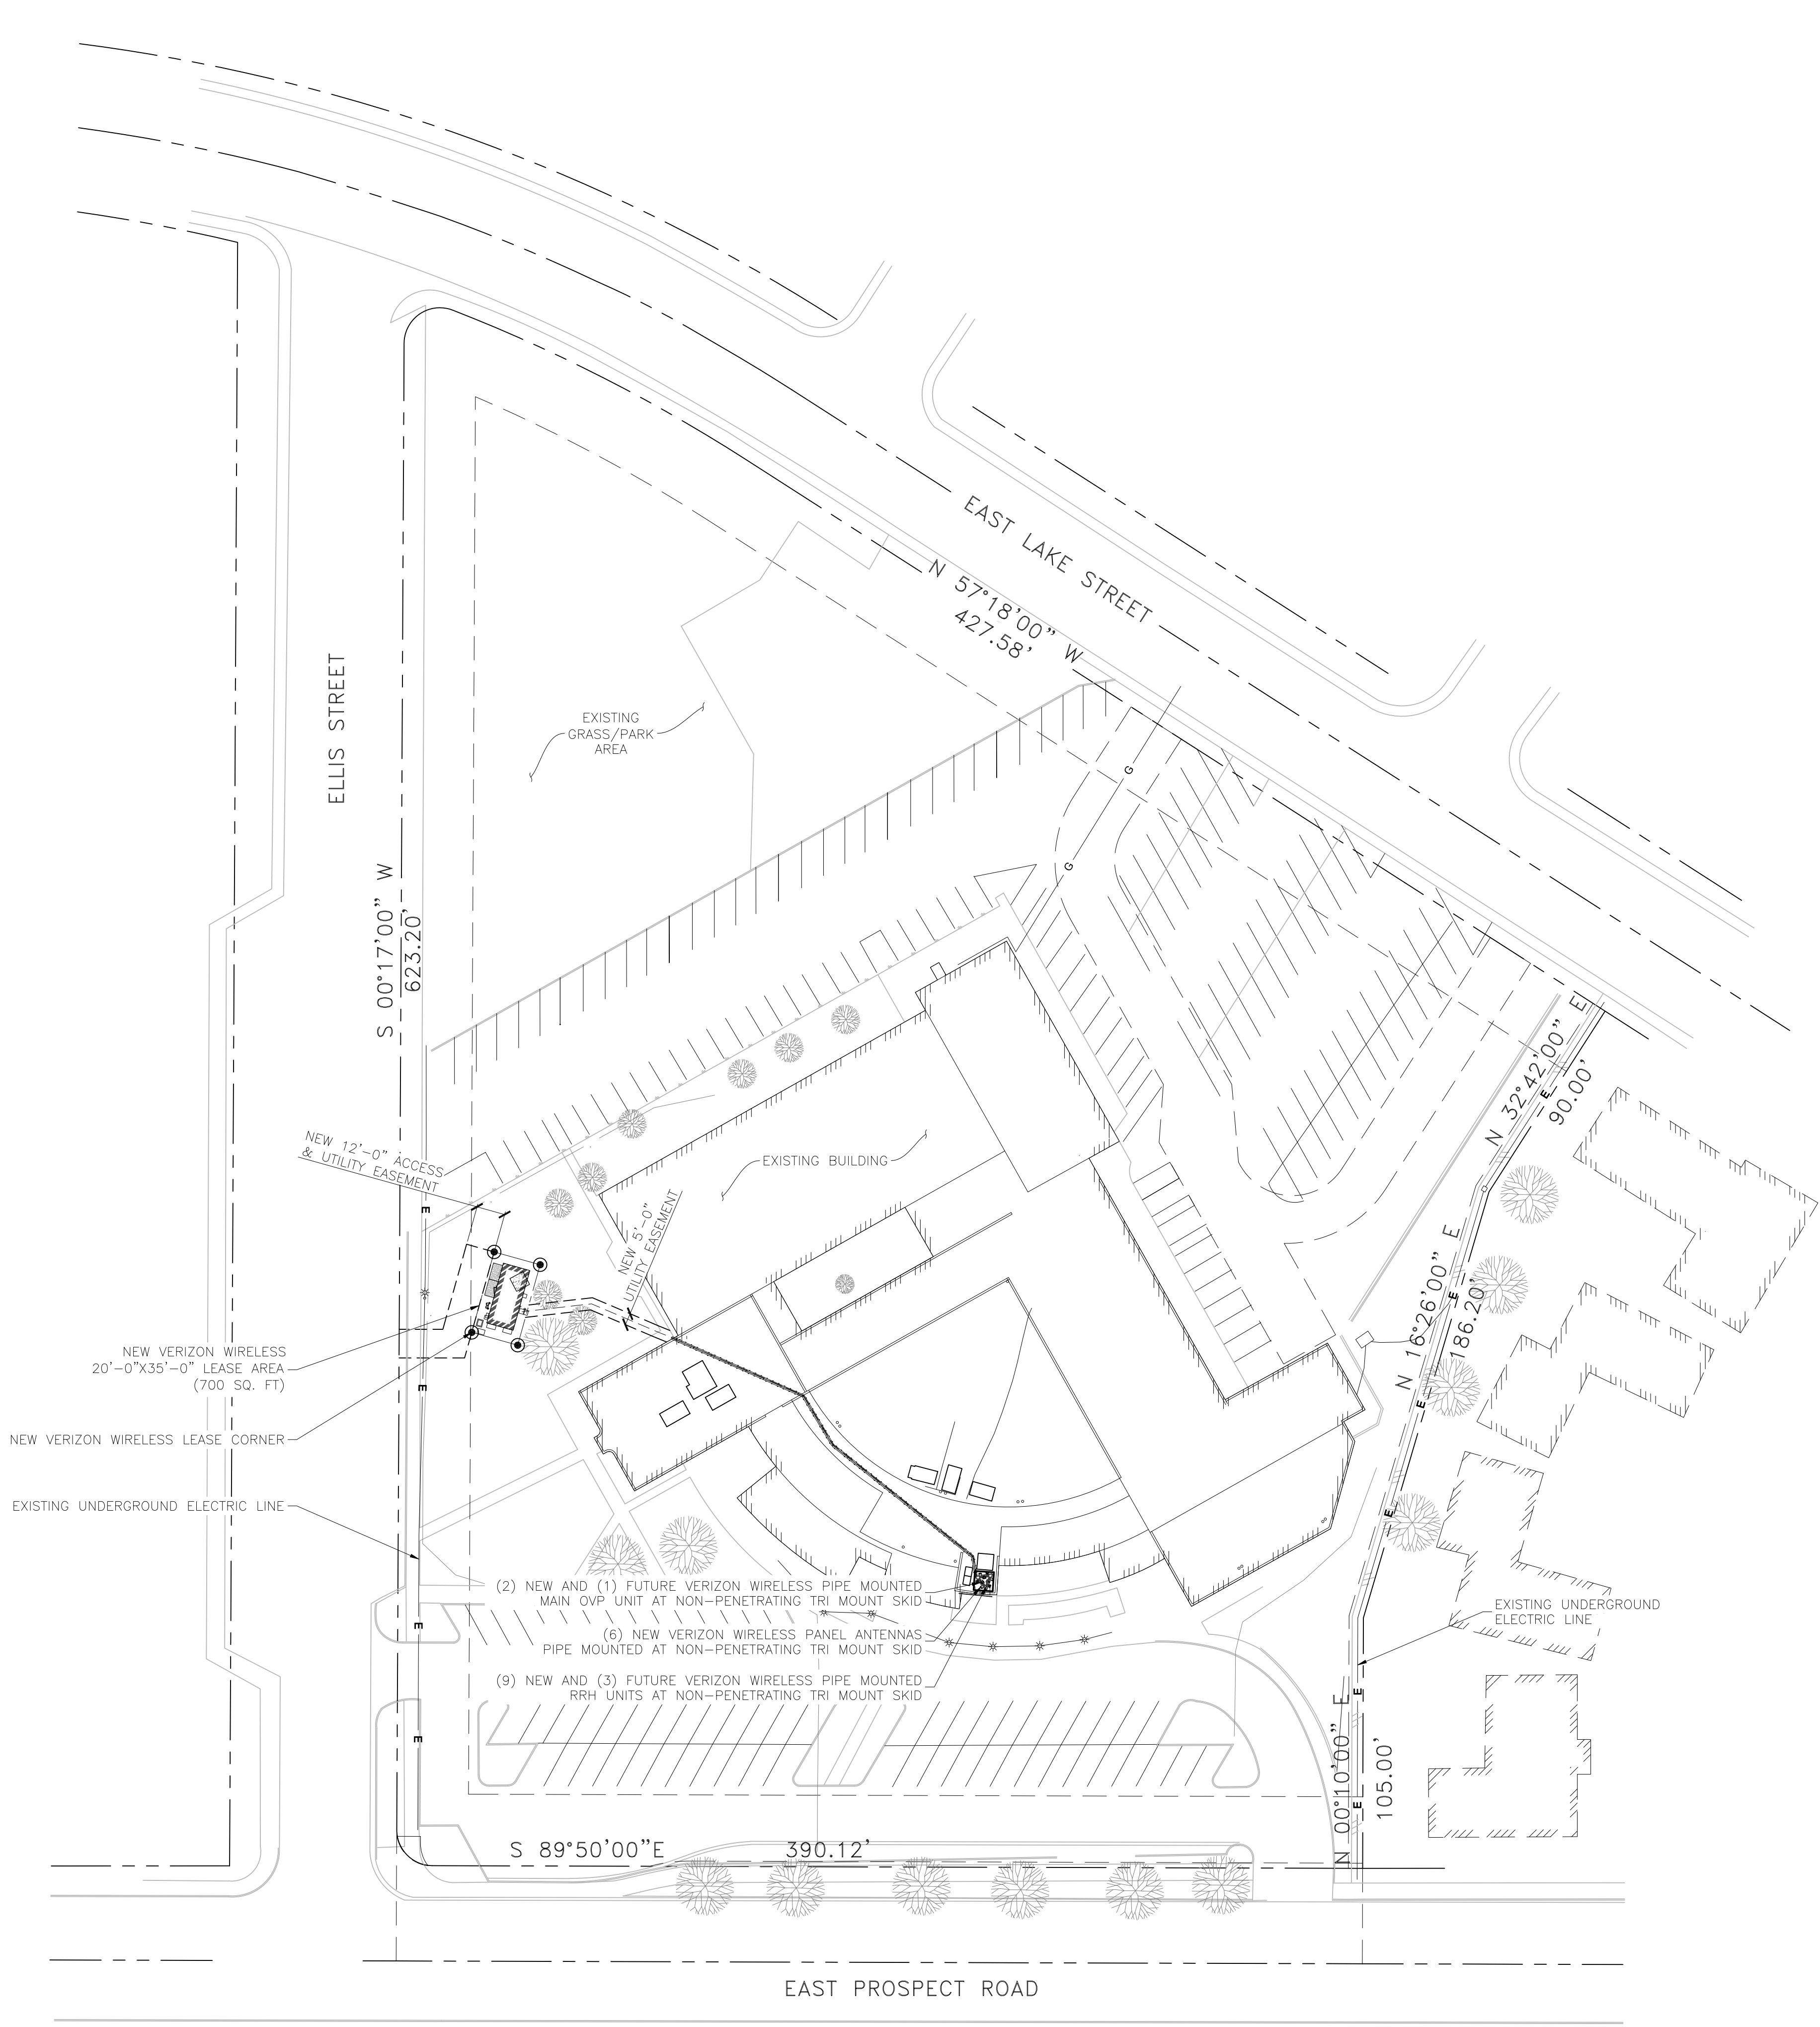 EAST LAKE STREET
N 57°18'00" W
427.58'
ELLIS STREET
EXISTING
GRASS/PARK
AREA
G
G
S 00°17'00" W
623.20'
N 32°42'00" E
90.00'
E
NEW 12'-0" ACCESS
& UTILITY EASEMENT
EXISTING BUILDING
NEW 5'-0"
UTILITY EASEMENT
E
N 16°26'00" E
186.20'
E
NEW VERIZON WIRELESS
20'-0"X35'-0" LEASE AREA
(700 SQ. FT)
E
E
NEW VERIZON WIRELESS LEASE CORNER
EXISTING UNDERGROUND ELECTRIC LINE
E
(2) NEW AND (1) FUTURE VERIZON WIRELESS PIPE MOUNTED
MAIN OVP UNIT AT NON-PENETRATING TRI MOUNT SKID
E
(6) NEW VERIZON WIRELESS PANEL ANTENNAS
PIPE MOUNTED AT NON-PENETRATING TRI MOUNT SKID
EXISTING UNDERGROUND
ELECTRIC LINE
(9) NEW AND (3) FUTURE VERIZON WIRELESS PIPE MOUNTED
RRH UNITS AT NON-PENETRATING TRI MOUNT SKID
E
E
N 00°10'00" E
105.00'
E
S 89°50'00"E
390.12'
EAST PROSPECT ROAD